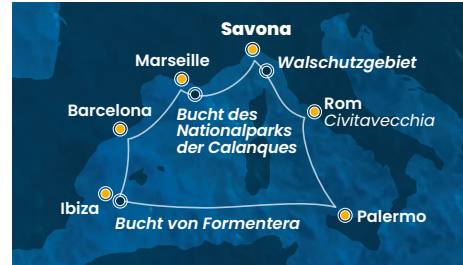 Savona
Marseille
Walschutzgebiet
Barcelona
Bucht des
Nationalparks
der Calanques
Rom
Civitavecchia
Ibiza
Bucht von Formentera
Palermo